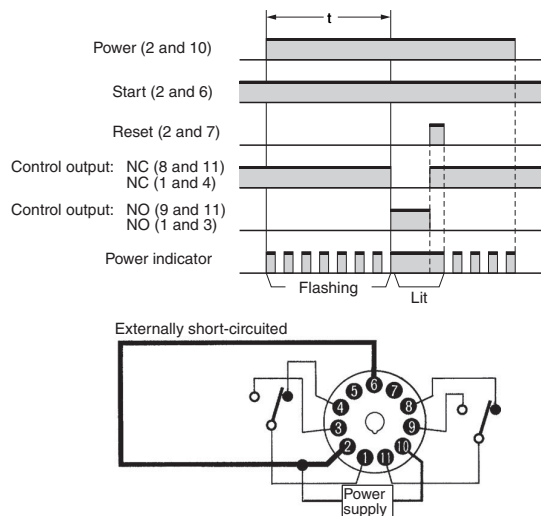 t
Power (2 and 10)
Start (2 and 6)
Reset (2 and 7)
Control output: NC (8 and 11)
NC (1 and 4)
Control output: NO (9 and 11)
NO (1 and 3)
Power indicator
Flashing
Lit
Externally short-circuited
6
5
7
4
8
3
9
2
10
1
11
Power
supply